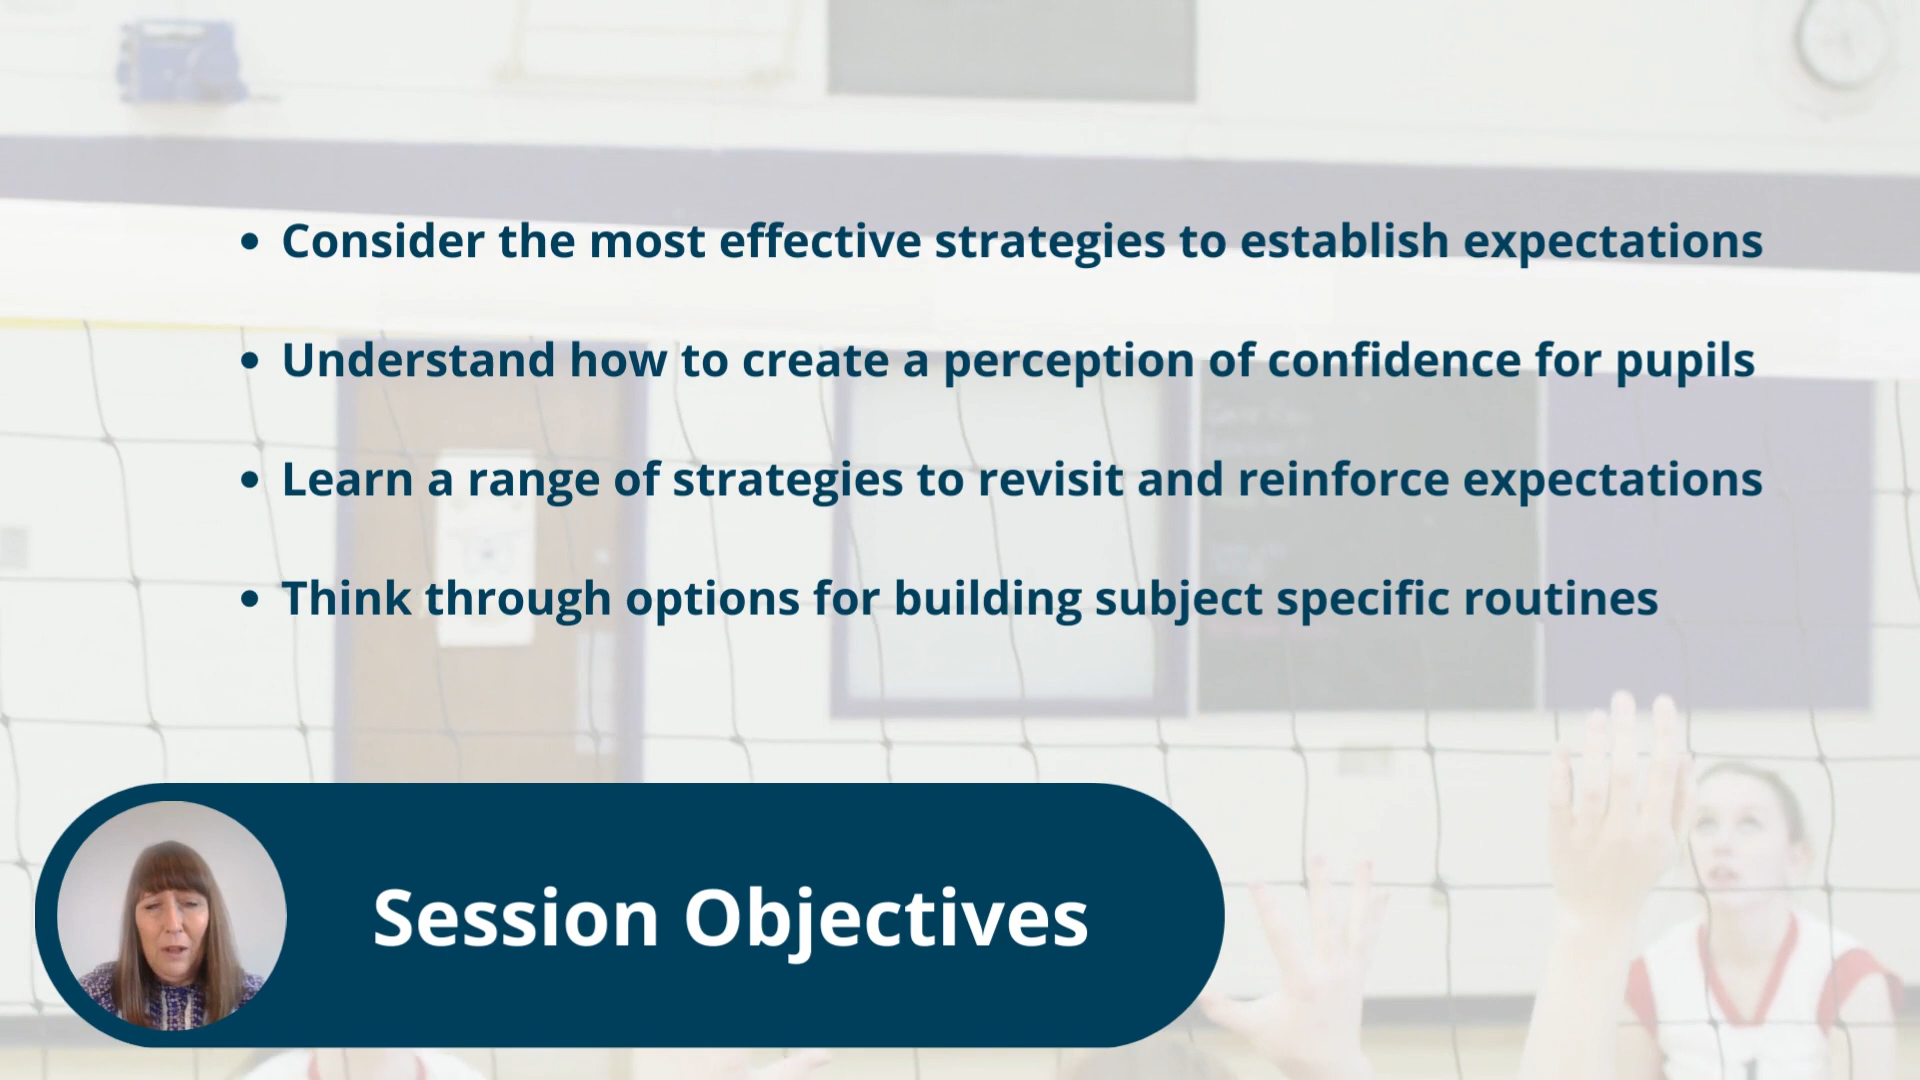 • Consider the most effective strategies to establish expectations
• Understand how to create a perception of confidence for pupils
• Learn a range of strategies to revisit and reinforce expectations
• Think through options for building subject specific routines
Session Objectives
1